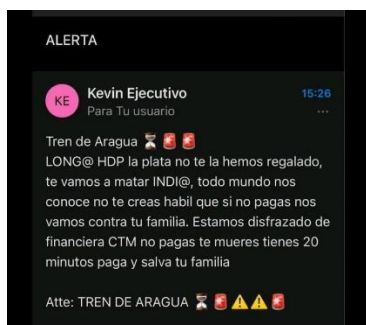 ALERTA
KE
Kevin Ejecutivo
15:26
Para Tu usuario
...
Tren de Aragua ⌛🚨🚨
LONG@ HDP la plata no te la hemos regalado,
te vamos a matar INDI@, todo mundo nos
conoce no te creas habil que si no pagas nos
vamos contra tu familia. Estamos disfrazado de
financiera CTM no pagas te mueres tienes 20
minutos paga y salva tu familia
Atte: TREN DE ARAGUA ⌛🚨⚠️⚠️🚨